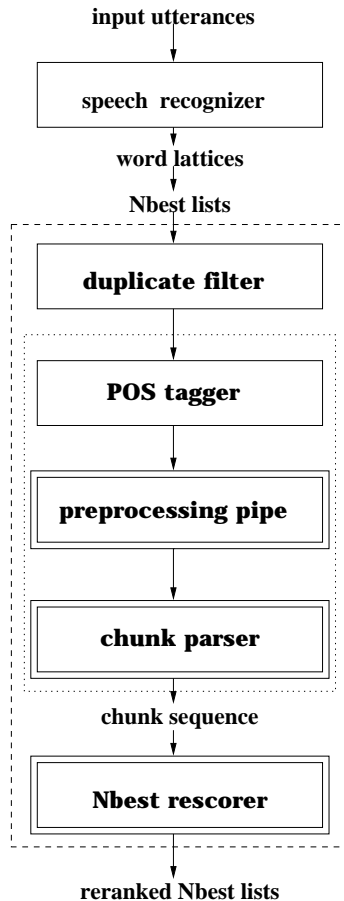 input utterances
speech recognizer
word lattices
Nbest lists
duplicate filter
POS tagger
preprocessing pipe
chunk parser
chunk sequence
Nbest rescorer
reranked Nbest lists